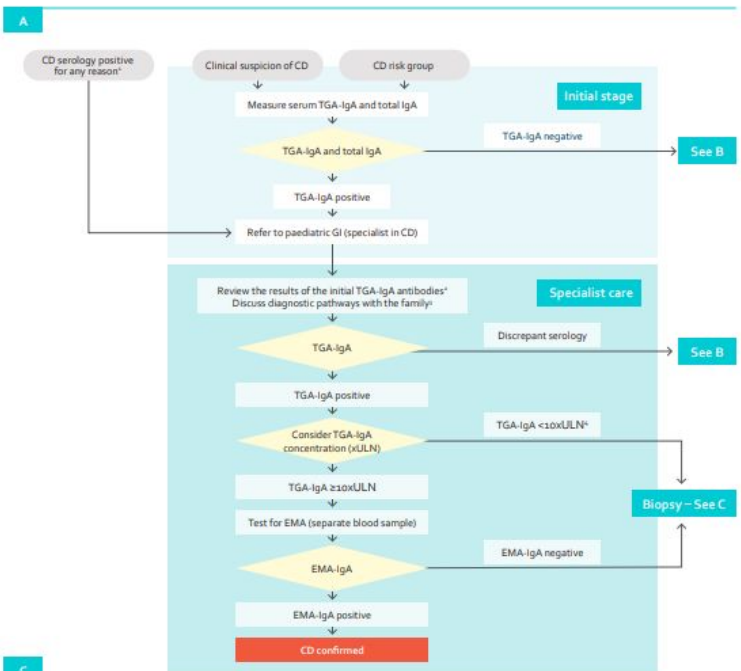 A
CD serology positive
for any reason*
Clinical suspicion of CD
CD risk group
Initial stage
Measure serum TGA-IgA and total IgA
TGA-IgA and total IgA
TGA-IgA negative
See B
TGA-IgA positive
Refer to paediatric GI (specialist in CD)
Review the results of the initial TGA-IgA antibodies
Discuss diagnostic pathways with the family
Specialist care
TGA-IgA
Discrepant serology
See B
TGA-IgA positive
Consider TGA-IgA
concentration (xULN)
TGA-IgA <10xULN
TGA-IgA ≥10xULN
Biopsy – See C
Test for EMA (separate blood sample)
EMA-IgA
EMA-IgA negative
EMA-IgA positive
CD confirmed
C